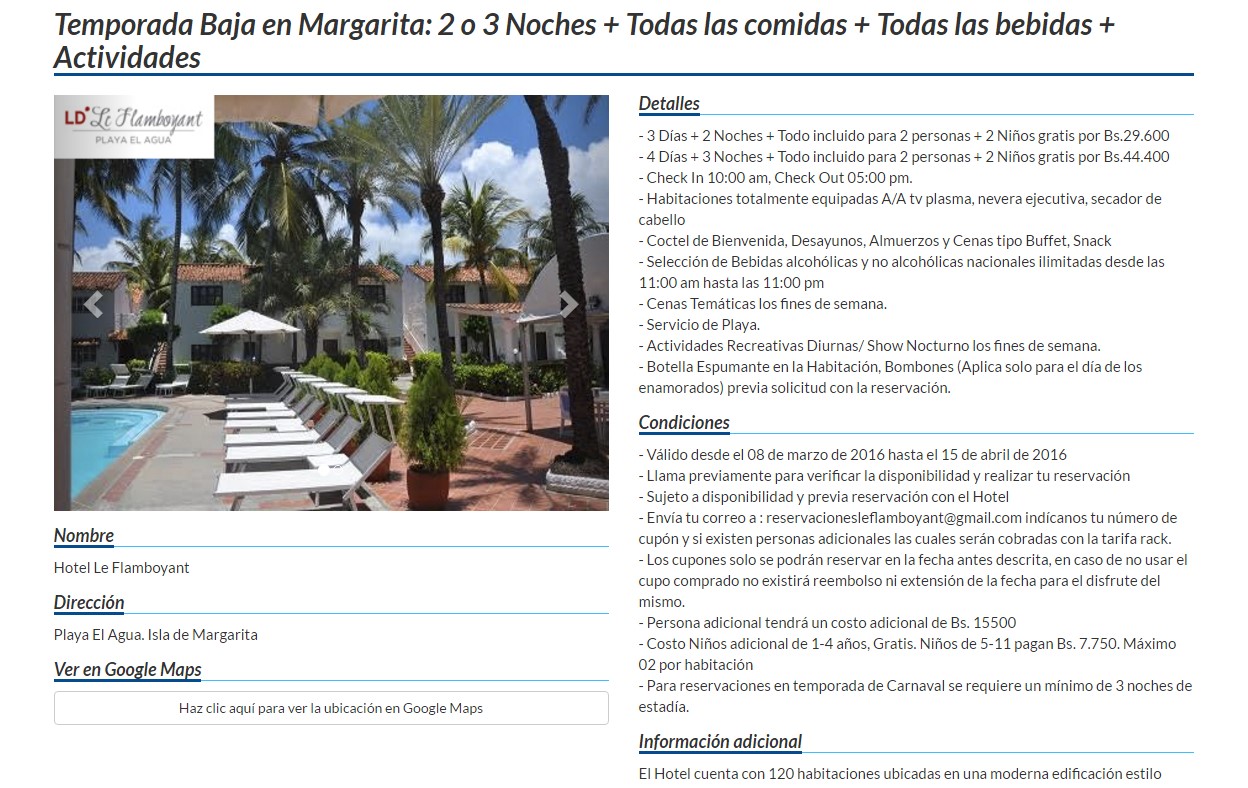 Temporada Baja en Margarita: 2 o 3 Noches + Todas las comidas + Todas las bebidas +
Actividades
LD* Le Flamboyant
PLAYA EL AGUA
Nombre
Hotel Le Flamboyant
Dirección
Playa El Agua. Isla de Margarita
Ver en Google Maps
Haz clic aquí para ver la ubicación en Google Maps
Detalles
- 3 Días + 2 Noches + Todo incluido para 2 personas + 2 Niños gratis por Bs.29.600
- 4 Días + 3 Noches + Todo incluido para 2 personas + 2 Niños gratis por Bs.44.400
- Check In 10:00 am, Check Out 05:00 pm.
- Habitaciones totalmente equipadas A/A tv plasma, nevera ejecutiva, secador de
cabello
- Coctel de Bienvenida, Desayunos, Almuerzos y Cenas tipo Buffet, Snack
- Selección de Bebidas alcohólicas y no alcohólicas nacionales ilimitadas desde las
11:00 am hasta las 11:00 pm
- Cenas Temáticas los fines de semana.
- Servicio de Playa.
- Actividades Recreativas Diurnas/ Show Nocturno los fines de semana.
- Botella Espumante en la Habitación, Bombones (Aplica solo para el día de los
enamorados) previa solicitud con la reservación.
Condiciones
- Válido desde el 08 de marzo de 2016 hasta el 15 de abril de 2016
- Llama previamente para verificar la disponibilidad y realizar tu reservación
- Sujeto a disponibilidad y previa reservación con el Hotel
- Envía tu correo a : reservacionesleflamboyant@gmail.com indícanos tu número de
cupón y si existen personas adicionales las cuales serán cobradas con la tarifa rack.
- Los cupones solo se podrán reservar en la fecha antes descrita, en caso de no usar el
cupo comprado no existirá reembolso ni extensión de la fecha para el disfrute del
mismo.
- Persona adicional tendrá un costo adicional de Bs. 15500
- Costo Niños adicional de 1-4 años, Gratis. Niños de 5-11 pagan Bs. 7.750. Máximo
02 por habitación
- Para reservaciones en temporada de Carnaval se requiere un mínimo de 3 noches de
estadía.
Información adicional
El Hotel cuenta con 120 habitaciones ubicadas en una moderna edificación estilo